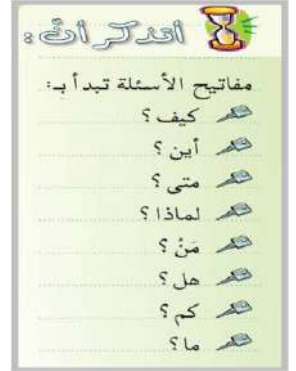 أتذكر أنّ :
مفاتيح الأسئلة تبدأ بـ:
كيف ؟
أين ؟
متى ؟
لماذا ؟
مَنْ ؟
هل ؟
كم ؟
ما ؟